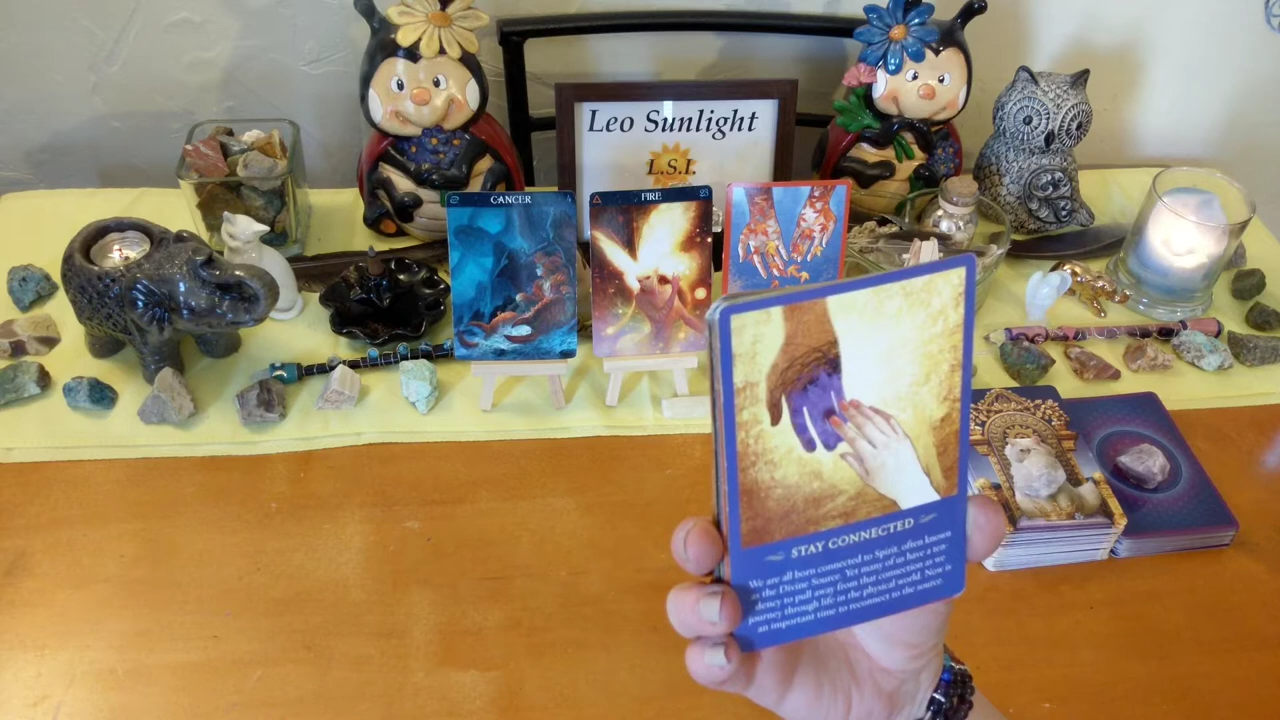 Leo Sunlight
L.S.I.
CANCER
FIRE
STAY CONNECTED
We are all born connected to Spirit, often known
as the Divine Source. Yet many of us have a ten-
dency to pull away from that connection as we
journey through life in the physical world. Now is
an important time to reconnect to the source.